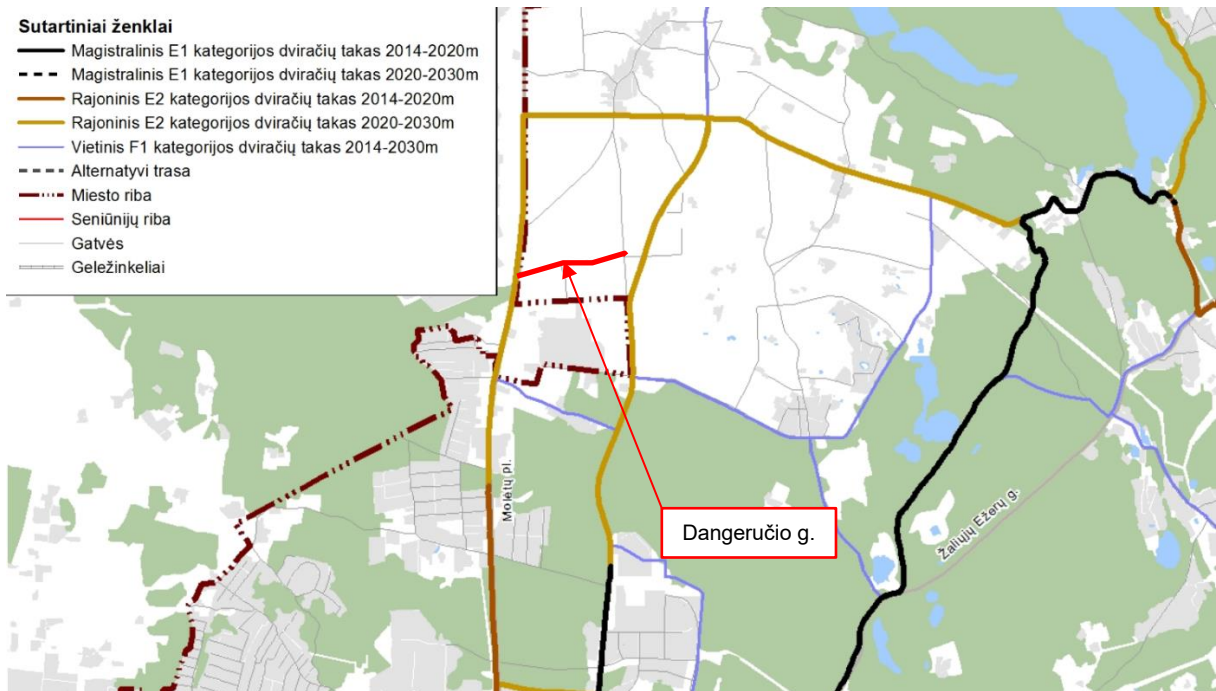 Sutartiniai ženklai
Magistralinis E1 kategorijos dviračių takas 2014-2020m
Magistralinis E1 kategorijos dviračių takas 2020-2030m
Rajoninis E2 kategorijos dviračių takas 2014-2020m
Rajoninis E2 kategorijos dviračių takas 2020-2030m
Vietinis F1 kategorijos dviračių takas 2014-2030m
Alternatyvi trasa
Miesto riba
Seniūnijų riba
Gatvės
Geležinkeliai
Molėtų pl.
Dangeručio g.
Žaliųjų Ežerų g.